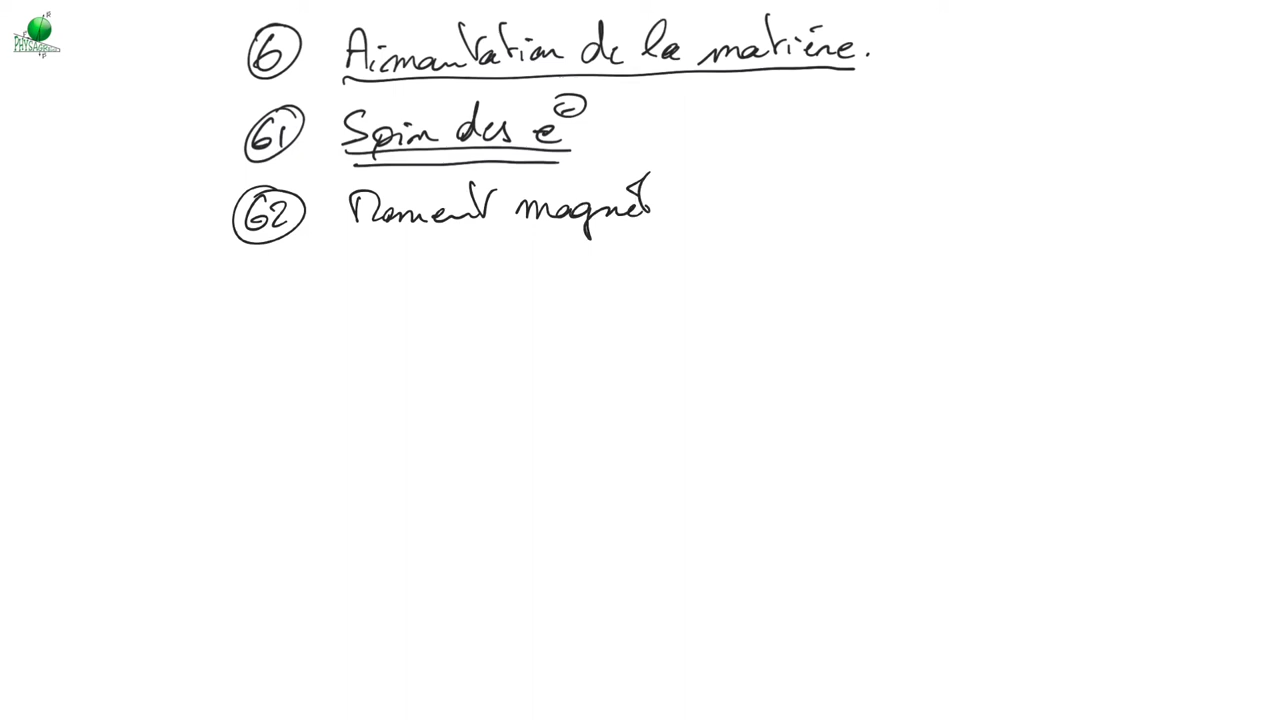 6 Aimantation de la matière.
61 Spin des e⊖
62 Moment magnét